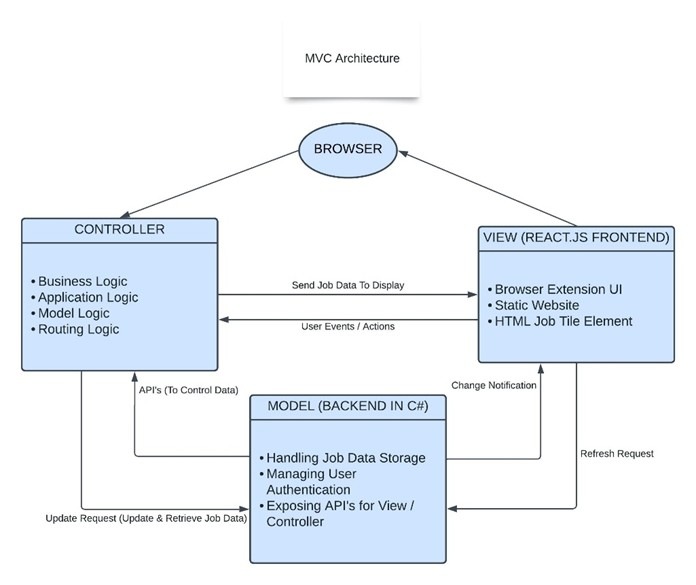 MVC Architecture
BROWSER
CONTROLLER
• Business Logic
• Application Logic
• Model Logic
• Routing Logic
VIEW (REACT.JS FRONTEND)
• Browser Extension UI
• Static Website
• HTML Job Tile Element
Send Job Data To Display
User Events / Actions
API's (To Control Data)
Change Notification
MODEL (BACKEND IN C#)
• Handling Job Data Storage
• Managing User
Authentication
• Exposing API's for View /
Controller
Refresh Request
Update Request (Update & Retrieve Job Data)